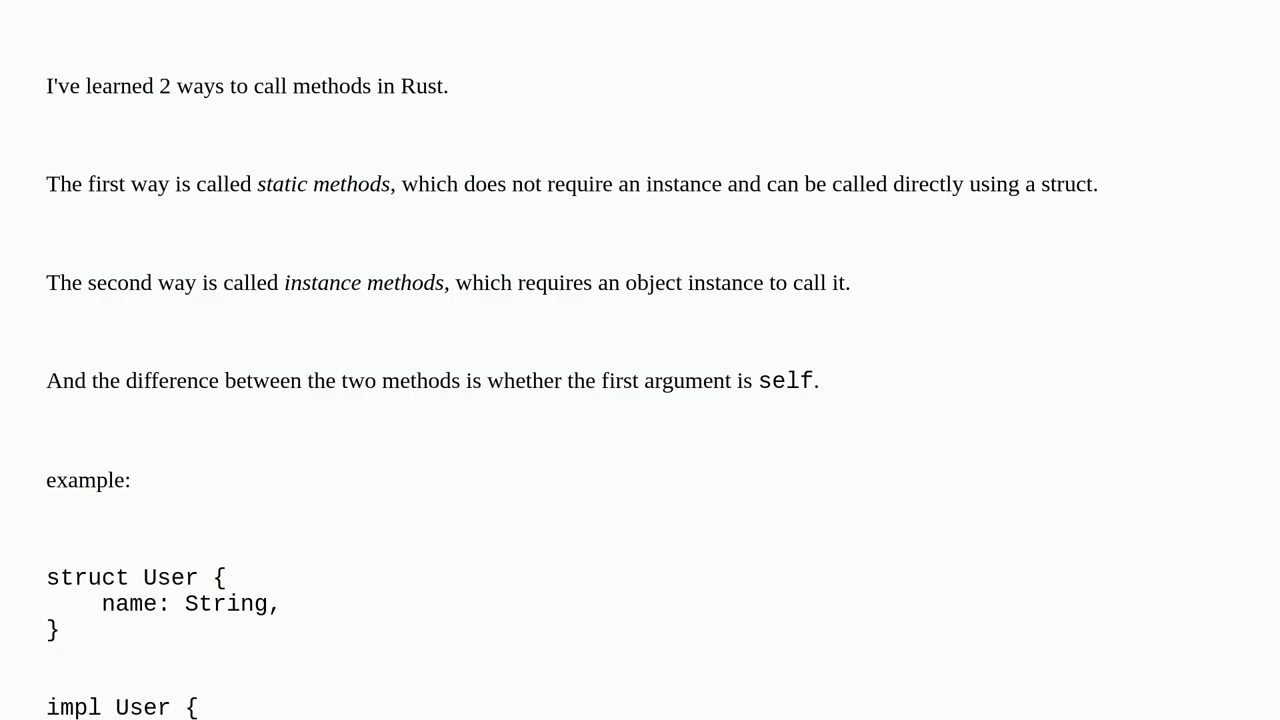 I've learned 2 ways to call methods in Rust.
The first way is called static methods, which does not require an instance and can be called directly using a struct.
The second way is called instance methods, which requires an object instance to call it.
And the difference between the two methods is whether the first argument is self.
example:
struct User {
    name: String,
}
impl User {